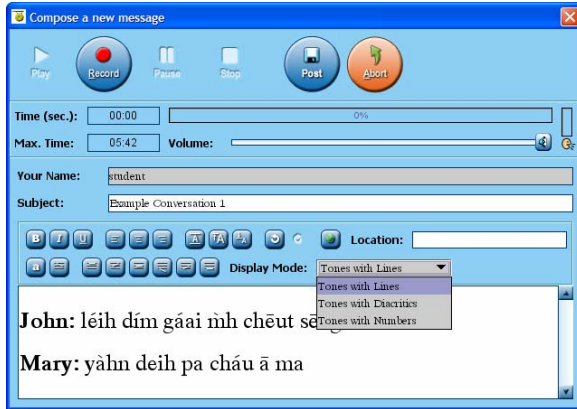 Compose a new message
Play Record Pause Stop Post Abort
Time (sec.): 00:00 0%
Max. Time: 05:42 Volume:
Your Name: student
Subject: Example Conversation 1
B I U A TA Location:
a Display Mode: Tones with Lines
Tones with Lines
Tones with Diacritics
Tones with Numbers
John: léih dím gáai m̀h chēut
Mary: yàhn deih pa cháu ā ma